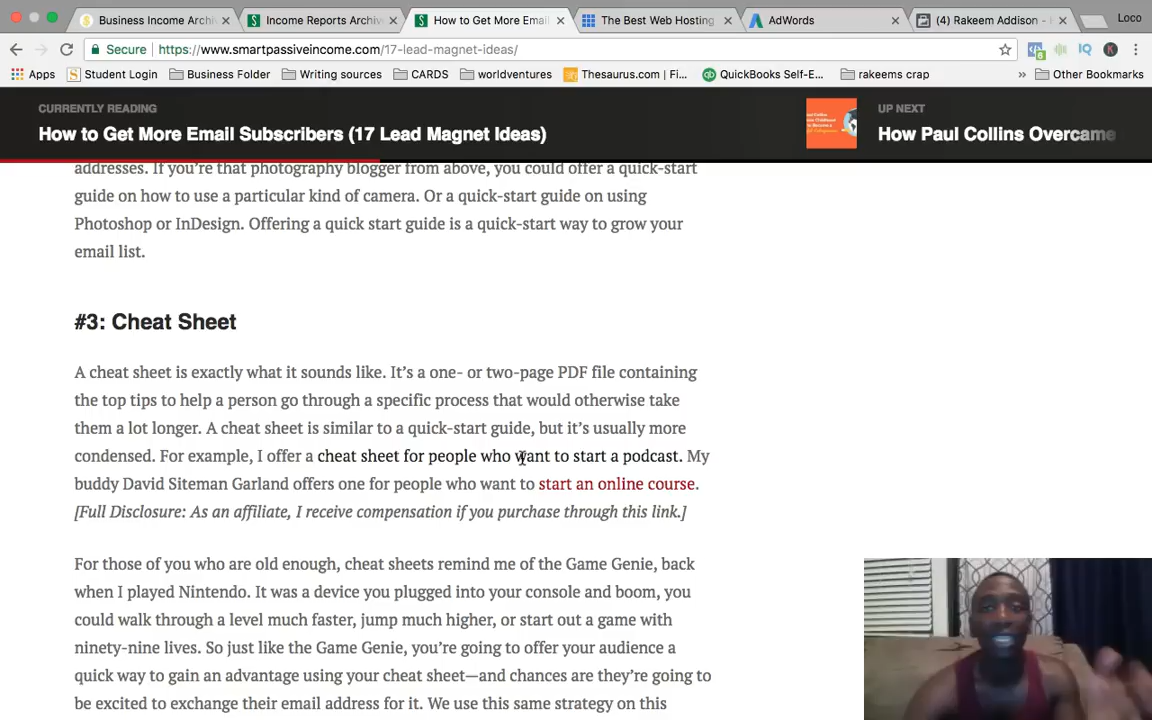 Business Income Archi
Income Reports Archiv
How to Get More Email
The Best Web Hosting
AdWords
(4) Rakeem Addison -
Loco
Secure
https://www.smartpassiveincome.com/17-lead-magnet-ideas/
Apps
Student Login
Business Folder
Writing sources
CARDS
worldventures
Thesaurus.com | Fi...
QuickBooks Self-E...
rakeems crap
»
Other Bookmarks
CURRENTLY READING
How to Get More Email Subscribers (17 Lead Magnet Ideas)
UP NEXT
How Paul Collins Overcame
addresses. If you’re that photography blogger from above, you could offer a quick-start
guide on how to use a particular kind of camera. Or a quick-start guide on using
Photoshop or InDesign. Offering a quick start guide is a quick-start way to grow your
email list.
#3: Cheat Sheet
A cheat sheet is exactly what it sounds like. It’s a one- or two-page PDF file containing
the top tips to help a person go through a specific process that would otherwise take
them a lot longer. A cheat sheet is similar to a quick-start guide, but it’s usually more
condensed. For example, I offer a cheat sheet for people who want to start a podcast. My
buddy David Siteman Garland offers one for people who want to start an online course.
[Full Disclosure: As an affiliate, I receive compensation if you purchase through this link.]
For those of you who are old enough, cheat sheets remind me of the Game Genie, back
when I played Nintendo. It was a device you plugged into your console and boom, you
could walk through a level much faster, jump much higher, or start out a game with
ninety-nine lives. So just like the Game Genie, you’re going to offer your audience a
quick way to gain an advantage using your cheat sheet—and chances are they’re going to
be excited to exchange their email address for it. We use this same strategy on this